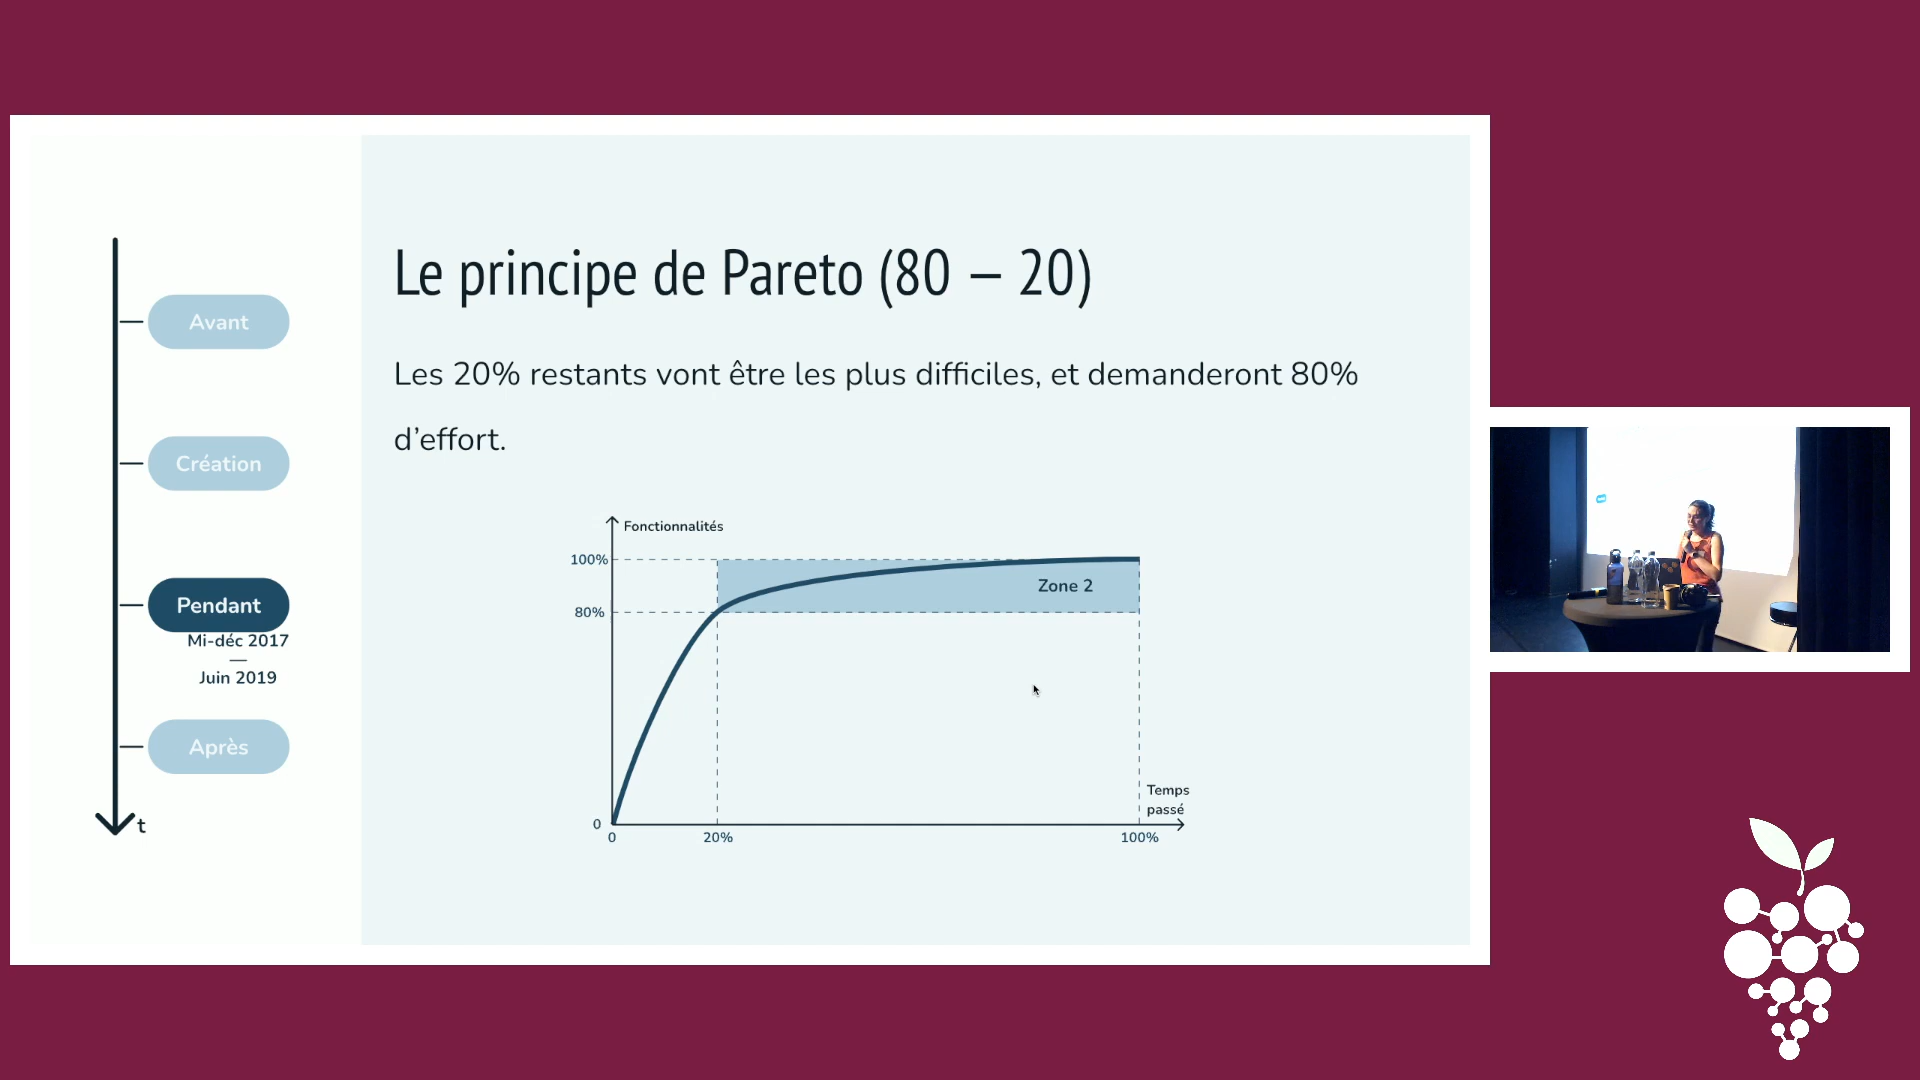 Avant
Création
Pendant
Mi-déc 2017
—
Juin 2019
Après
t
Le principe de Pareto (80 – 20)
Les 20% restants vont être les plus difficiles, et demanderont 80%
d’effort.
Fonctionnalités
100%
Zone 2
80%
Temps
passé
0
0
20%
100%